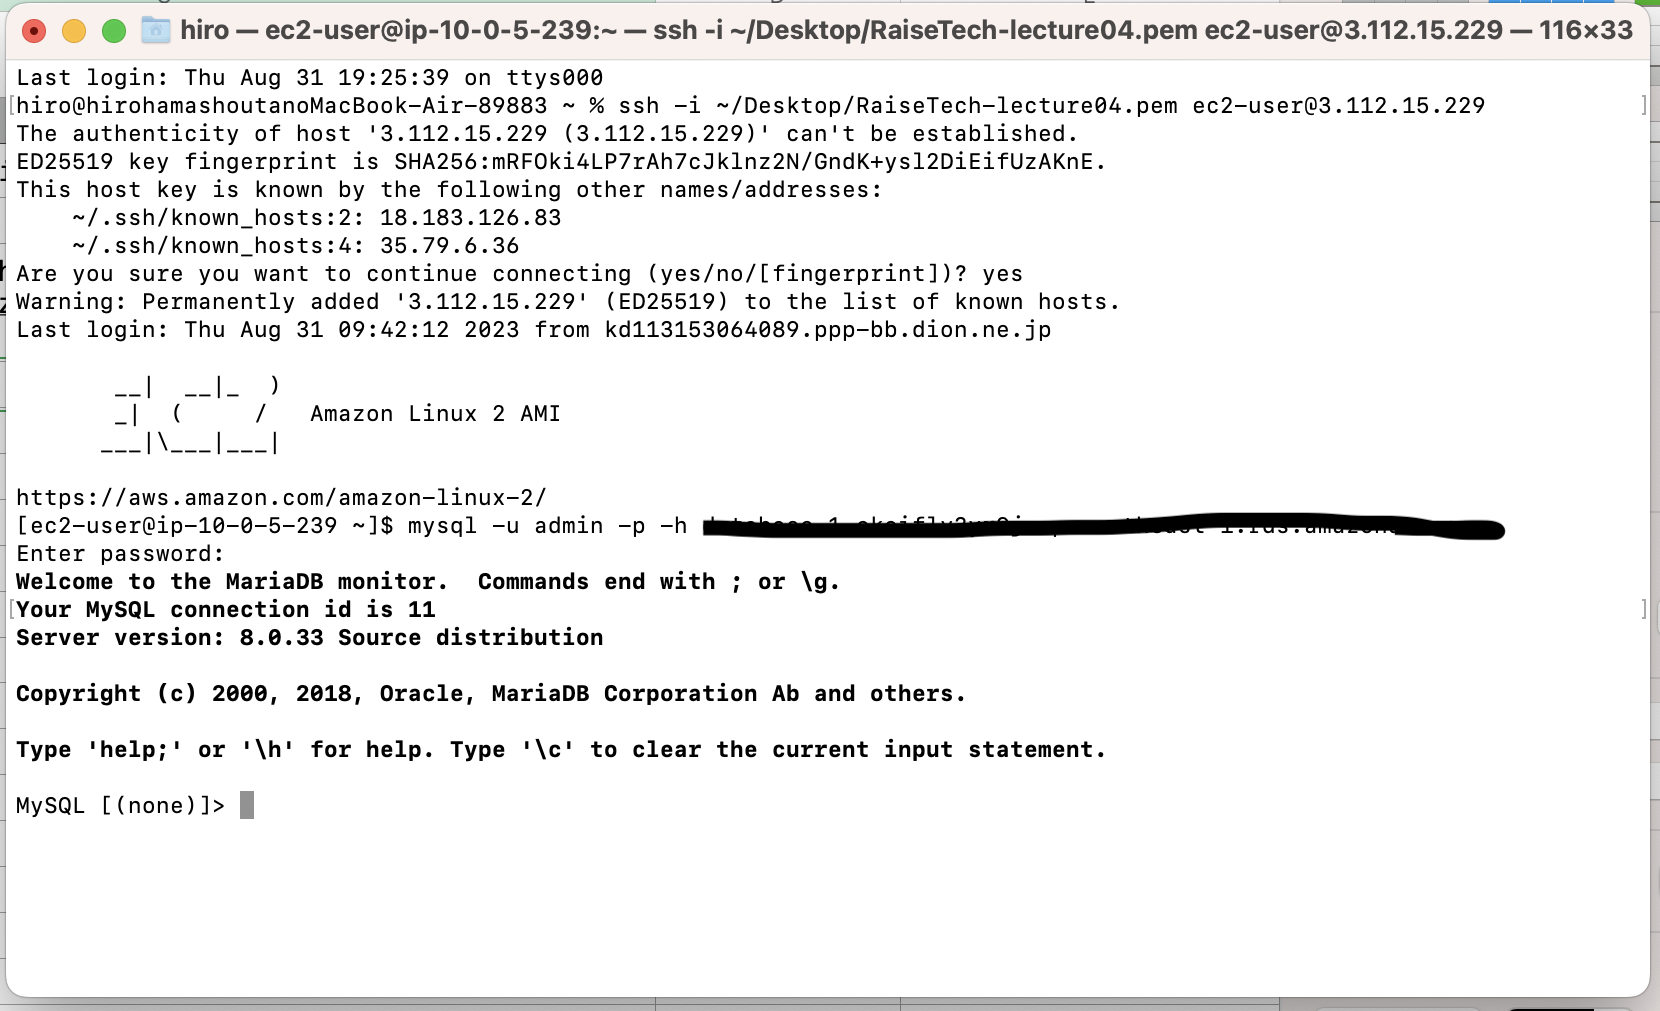 hiro — ec2-user@ip-10-0-5-239:~ — ssh -i ~/Desktop/RaiseTech-lecture04.pem ec2-user@3.112.15.229 — 116×33
Last login: Thu Aug 31 19:25:39 on ttys000
[hiro@hirohamashoutanoMacBook-Air-89883 ~ % ssh -i ~/Desktop/RaiseTech-lecture04.pem ec2-user@3.112.15.229 ]
The authenticity of host '3.112.15.229 (3.112.15.229)' can't be established.
ED25519 key fingerprint is SHA256:mRFOki4LP7rAh7cJklnz2N/GndK+ysl2DiEifUzAKnE.
This host key is known by the following other names/addresses:
    ~/.ssh/known_hosts:2: 18.183.126.83
    ~/.ssh/known_hosts:4: 35.79.6.36
Are you sure you want to continue connecting (yes/no/[fingerprint])? yes
Warning: Permanently added '3.112.15.229' (ED25519) to the list of known hosts.
Last login: Thu Aug 31 09:42:12 2023 from kd113153064089.ppp-bb.dion.ne.jp
       __|  __|_  )
       _|  (     /   Amazon Linux 2 AMI
      ___|\___|___|
https://aws.amazon.com/amazon-linux-2/
[ec2-user@ip-10-0-5-239 ~]$ mysql -u admin -p -h
Enter password:
Welcome to the MariaDB monitor.  Commands end with ; or \g.
[Your MySQL connection id is 11 ]
Server version: 8.0.33 Source distribution
Copyright (c) 2000, 2018, Oracle, MariaDB Corporation Ab and others.
Type 'help;' or '\h' for help. Type '\c' to clear the current input statement.
MySQL [(none)]>